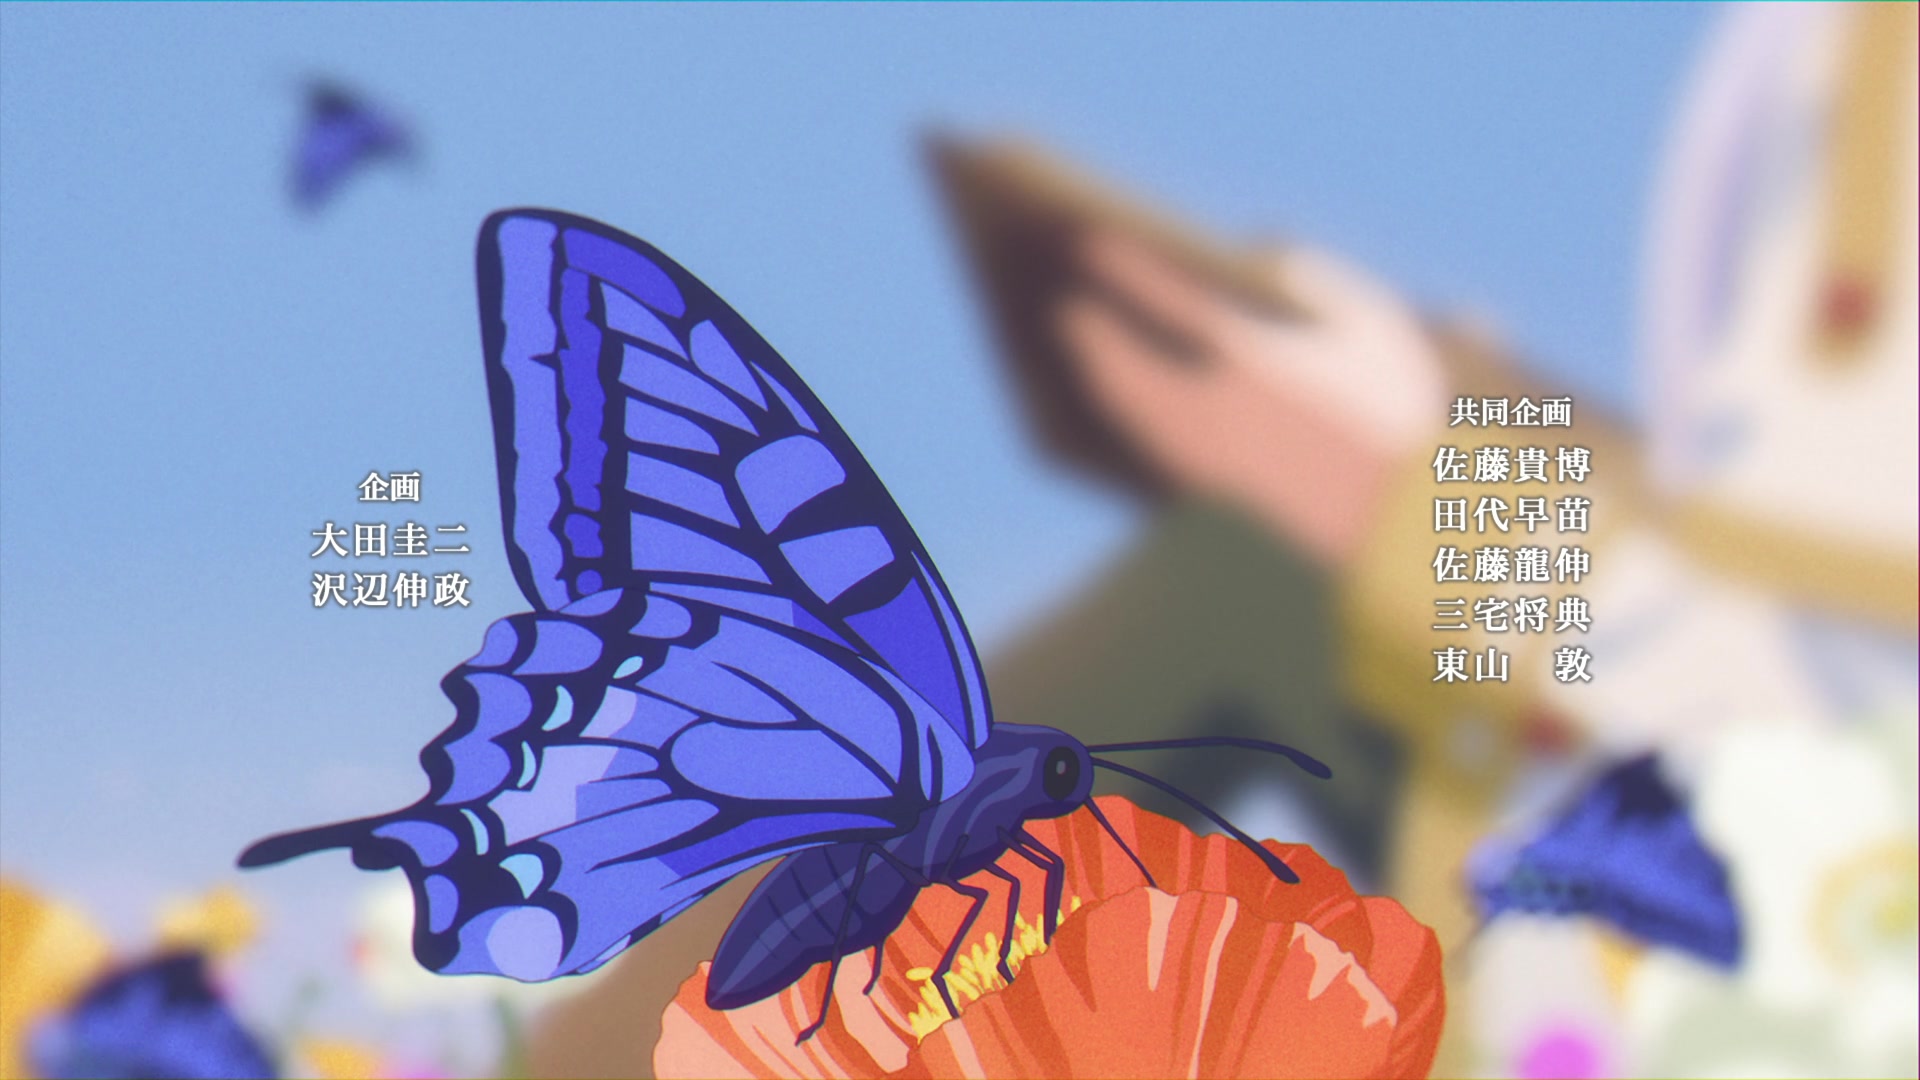 企画
大田圭二
沢辺伸政
共同企画
佐藤貴博
田代早苗
佐藤龍伸
三宅将典
東山　敦